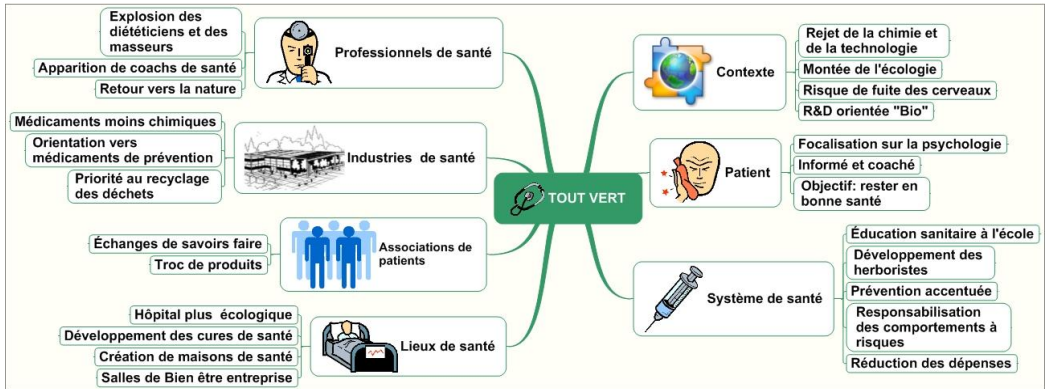 Explosion des
diététiciens et des
masseurs
Apparition de coachs de santé
Retour vers la nature
Professionnels de santé
Médicaments moins chimiques
Orientation vers
médicaments de prévention
Priorité au recyclage
des déchets
Industries de santé
Échanges de savoirs faire
Troc de produits
Associations de
patients
Hôpital plus écologique
Développement des cures de santé
Création de maisons de santé
Salles de Bien être entreprise
Lieux de santé
TOUT VERT
Contexte
Rejet de la chimie et
de la technologie
Montée de l'écologie
Risque de fuite des cerveaux
R&D orientée "Bio"
Patient
Focalisation sur la psychologie
Informé et coaché
Objectif: rester en
bonne santé
Système de santé
Éducation sanitaire à l'école
Développement des
herboristes
Prévention accentuée
Responsabilisation
des comportements à
risques
Réduction des dépenses